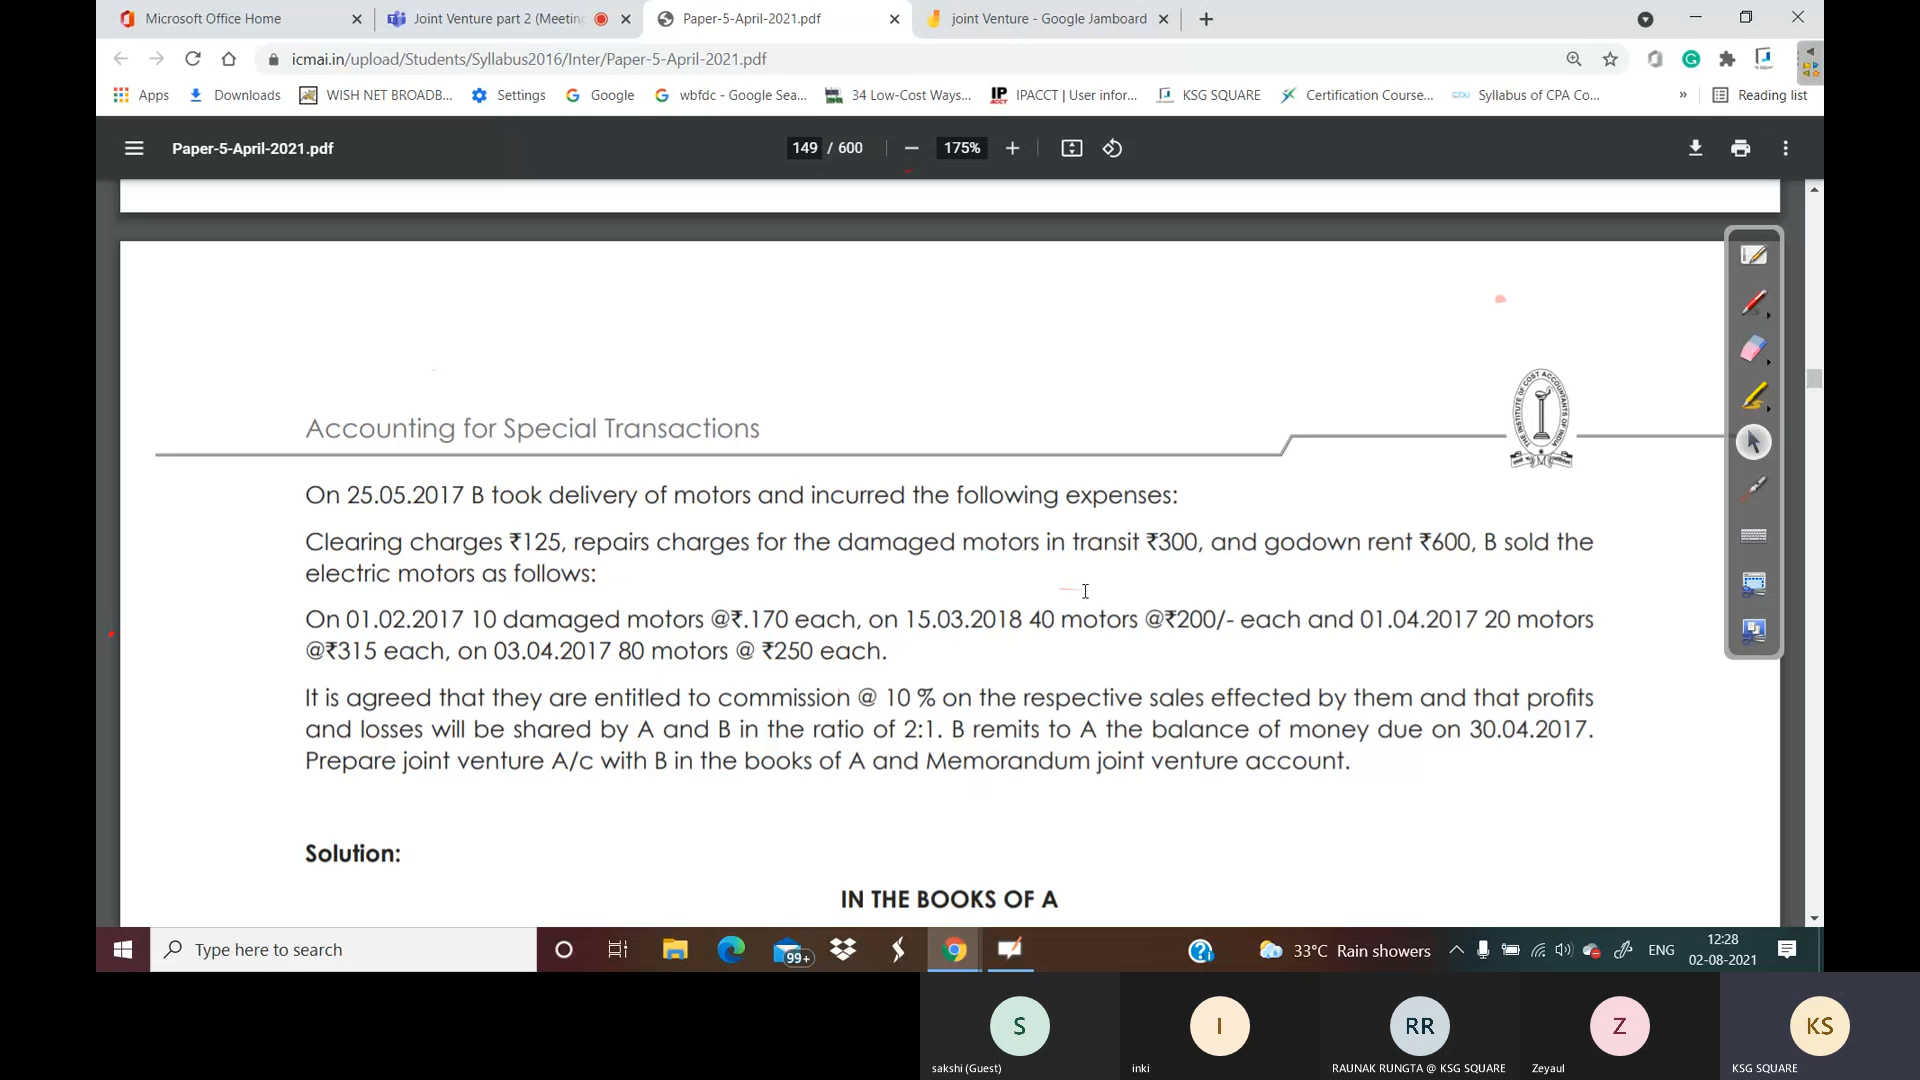 Microsoft Office Home
Joint Venture part 2 (Meetin
Paper-5-April-2021.pdf
joint Venture - Google Jamboard
icmai.in/upload/Students/Syllabus2016/Inter/Paper-5-April-2021.pdf
Apps Downloads WISH NET BROADB... Settings Google wbfdc - Google Sea... 34 Low-Cost Ways... IPACCT | User infor... KSG SQUARE Certification Course... Syllabus of CPA Co... » Reading list
Paper-5-April-2021.pdf
149 / 600
175%
THE INSTITUTE OF COST ACCOUNTANTS OF INDIA
Accounting for Special Transactions
On 25.05.2017 B took delivery of motors and incurred the following expenses:
Clearing charges ₹125, repairs charges for the damaged motors in transit ₹300, and godown rent ₹600, B sold the
electric motors as follows:
On 01.02.2017 10 damaged motors @₹.170 each, on 15.03.2018 40 motors @₹200/- each and 01.04.2017 20 motors
@₹315 each, on 03.04.2017 80 motors @ ₹250 each.
It is agreed that they are entitled to commission @ 10 % on the respective sales effected by them and that profits
and losses will be shared by A and B in the ratio of 2:1. B remits to A the balance of money due on 30.04.2017.
Prepare joint venture A/c with B in the books of A and Memorandum joint venture account.
Solution:
IN THE BOOKS OF A
Type here to search
99+
33°C Rain showers
ENG
12:28
02-08-2021
S
I
RR
Z
KS
sakshi (Guest)
inki
RAUNAK RUNGTA @ KSG SQUARE
Zeyaul
KSG SQUARE